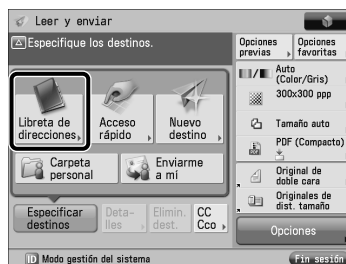 Leer y enviar
Especifique los destinos.
Opciones previas
Opciones favoritas
Auto
(Color/Gris)
300x300 ppp
Libreta de
direcciones
Acceso
rápido
Nuevo
destino
Tamaño auto
PDF (Compacto)
Carpeta
personal
Enviarme
a mí
Original de
doble cara
Originales de
dist. tamaño
Especificar
destinos
Deta-
lles
Elimin.
dest.
CC
Cco
Opciones
ID Modo gestión del sistema
Fin sesión